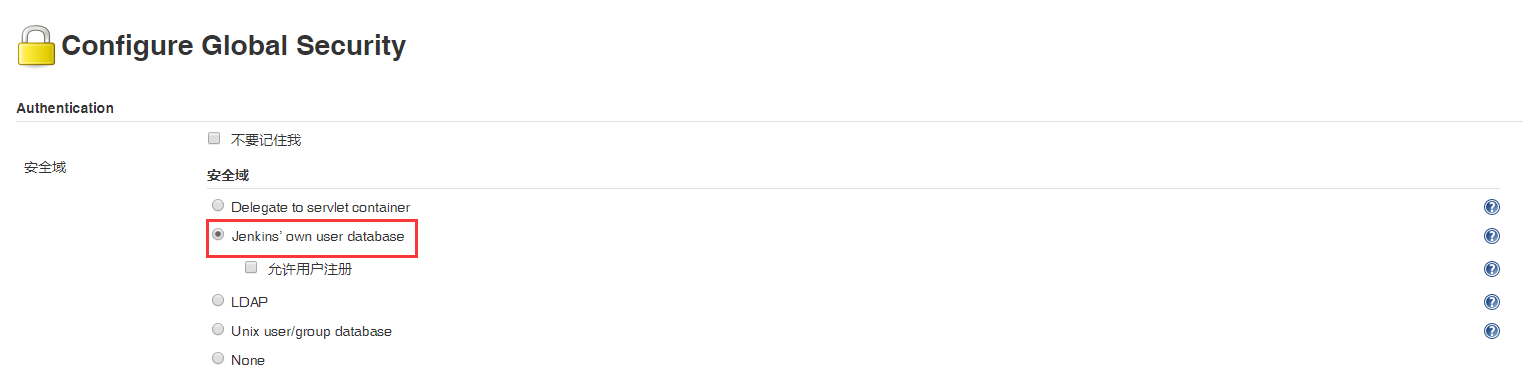 Configure Global Security
Authentication
不要记住我
安全域
安全域
Delegate to servlet container
Jenkins' own user database
允许用户注册
LDAP
Unix user/group database
None